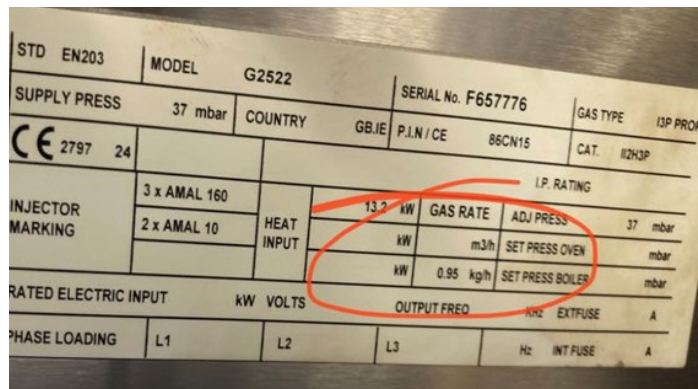 STD EN203 MODEL G2522 SERIAL No. F657776 GAS TYPE I3P PROP
SUPPLY PRESS 37 mbar COUNTRY GB.IE P.I.N / CE 86CN15 CAT. II2H3P
CE 2797 24 I.P. RATING
INJECTOR MARKING 3 x AMAL 160 HEAT INPUT 13.2 kW GAS RATE ADJ PRESS 37 mbar
2 x AMAL 10 kW m3/h SET PRESS OVEN mbar
kW 0.95 kg/h SET PRESS BOILER mbar
RATED ELECTRIC INPUT kW VOLTS OUTPUT FREQ KHz EXTFUSE A
PHASE LOADING L1 L2 L3 Hz INT FUSE A